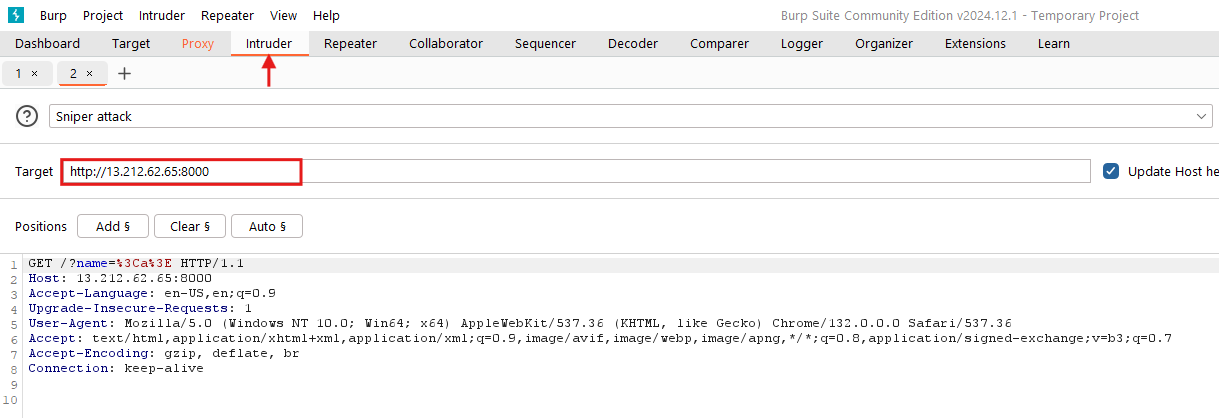 Burp Project Intruder Repeater View Help Burp Suite Community Edition v2024.12.1 - Temporary Project
Dashboard Target Proxy Intruder Repeater Collaborator Sequencer Decoder Comparer Logger Organizer Extensions Learn
1 × 2 × +
? Sniper attack
Target http://13.212.62.65:8000 Update Host he
Positions Add § Clear § Auto §
1 GET /?name=%3Ca%3E HTTP/1.1
2 Host: 13.212.62.65:8000
3 Accept-Language: en-US,en;q=0.9
4 Upgrade-Insecure-Requests: 1
5 User-Agent: Mozilla/5.0 (Windows NT 10.0; Win64; x64) AppleWebKit/537.36 (KHTML, like Gecko) Chrome/132.0.0.0 Safari/537.36
6 Accept: text/html,application/xhtml+xml,application/xml;q=0.9,image/avif,image/webp,image/apng,*/*;q=0.8,application/signed-exchange;v=b3;q=0.7
7 Accept-Encoding: gzip, deflate, br
8 Connection: keep-alive
9
10